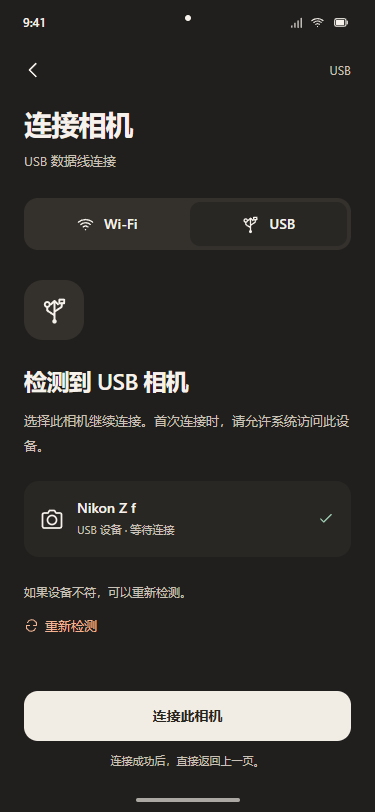 9:41
USB
连接相机
USB 数据线连接
Wi-Fi
USB
检测到 USB 相机
选择此相机继续连接。首次连接时，请允许系统访问此设
备。
Nikon Z f
USB 设备 · 等待连接
如果设备不符，可以重新检测。
重新检测
连接此相机
连接成功后，直接返回上一页。